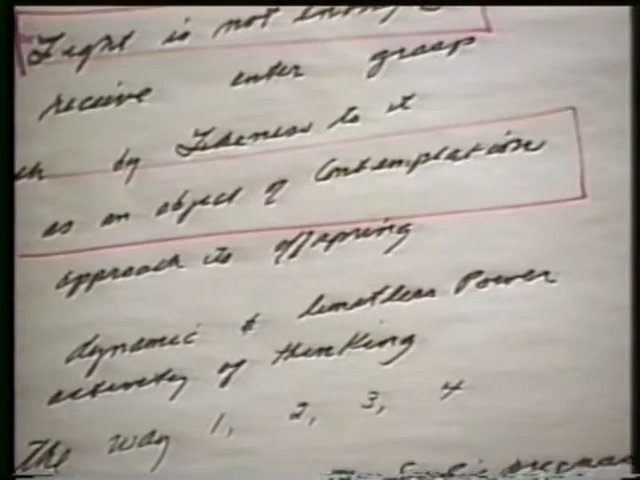 Light is not enough
receive enter grasp
by Likeness to it
as an object of Contemplation
approach its offspring
dynamic & limitless Power
activity of thinKing
The way 1, 2, 3, 4